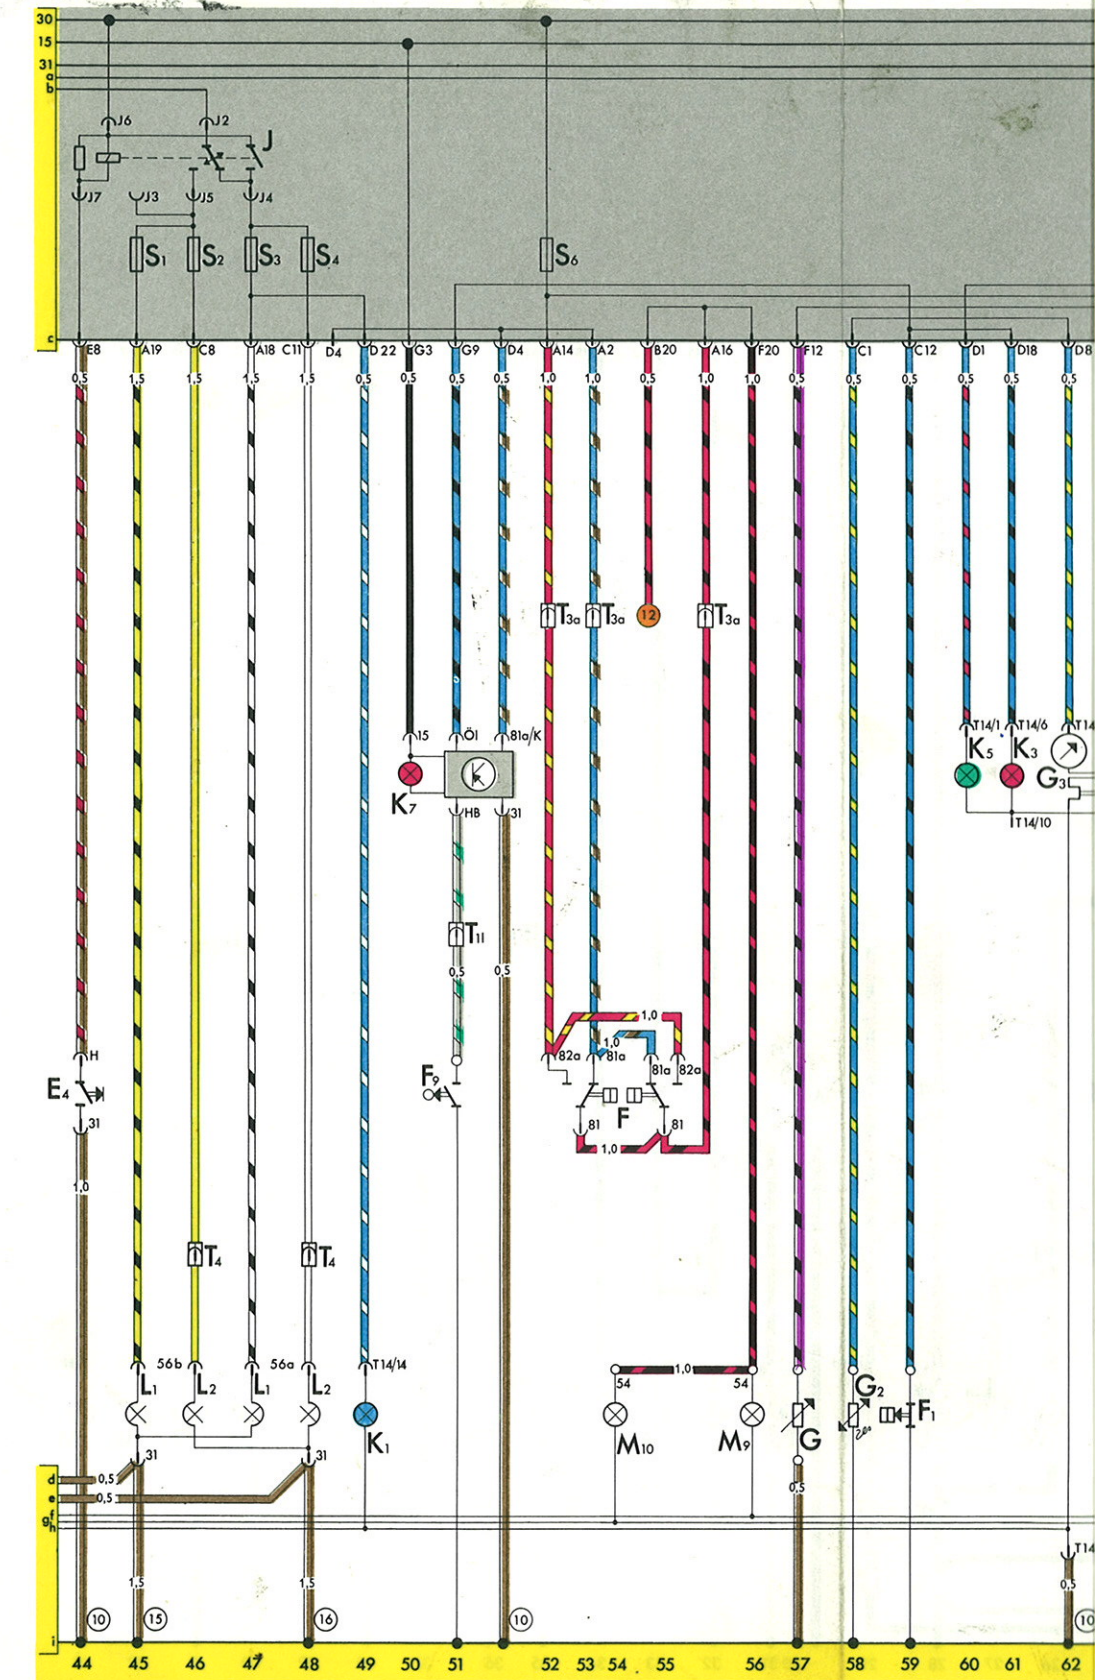 30
15
31
a
b
J6
J2
J
J7
J3
J5
J4
S1
S2
S3
S4
S6
c
E8
A19
C8
A18
C11
D4
D 22
G3
G9
D4
A14
A2
B20
A16
F20
F12
C1
C12
D1
D18
D8
0,5
1,5
1,5
1,5
1,5
0,5
0,5
0,5
0,5
1,0
1,0
0,5
1,0
1,0
0,5
0,5
0,5
0,5
0,5
0,5
T3a
T3a
12
T3a
15
Öl
81a/K
T14/1
T14/6
T14
K7
K5
K3
G3
HB
31
T14/10
T11
0,5
0,5
1,0
1,0
H
82a
81a
81a
82a
E4
F9
F
31
81
81
1,0
1,0
T4
T4
56b
56a
T14/14
1,0
L1
L2
L1
L2
54
54
G2
K1
M10
M9
G
F1
31
31
d
0,5
e
0,5
0,5
f
g
h
T14
1,5
1,5
0,5
10
15
16
10
10
i
44
45
46
47
48
49
50
51
52
53
54
55
56
57
58
59
60
61
62